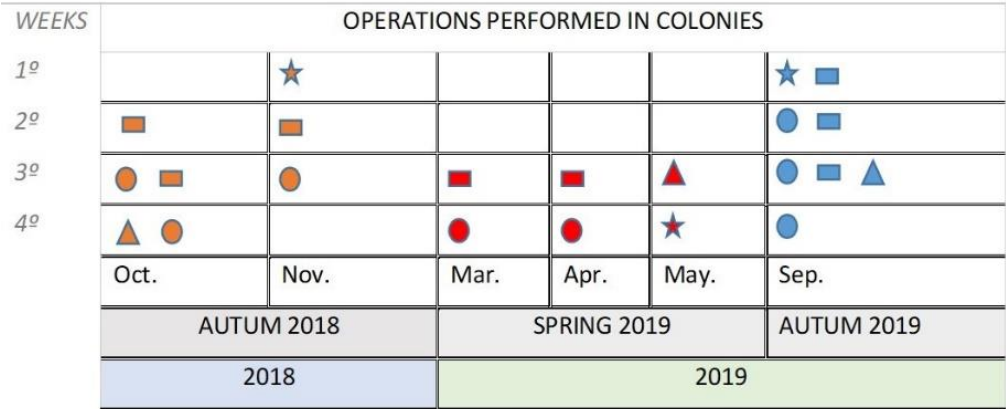 WEEKS OPERATIONS PERFORMED IN COLONIES
1º
2º
3º
4º
Oct. Nov. Mar. Apr. May. Sep.
AUTUM 2018 SPRING 2019 AUTUM 2019
2018 2019